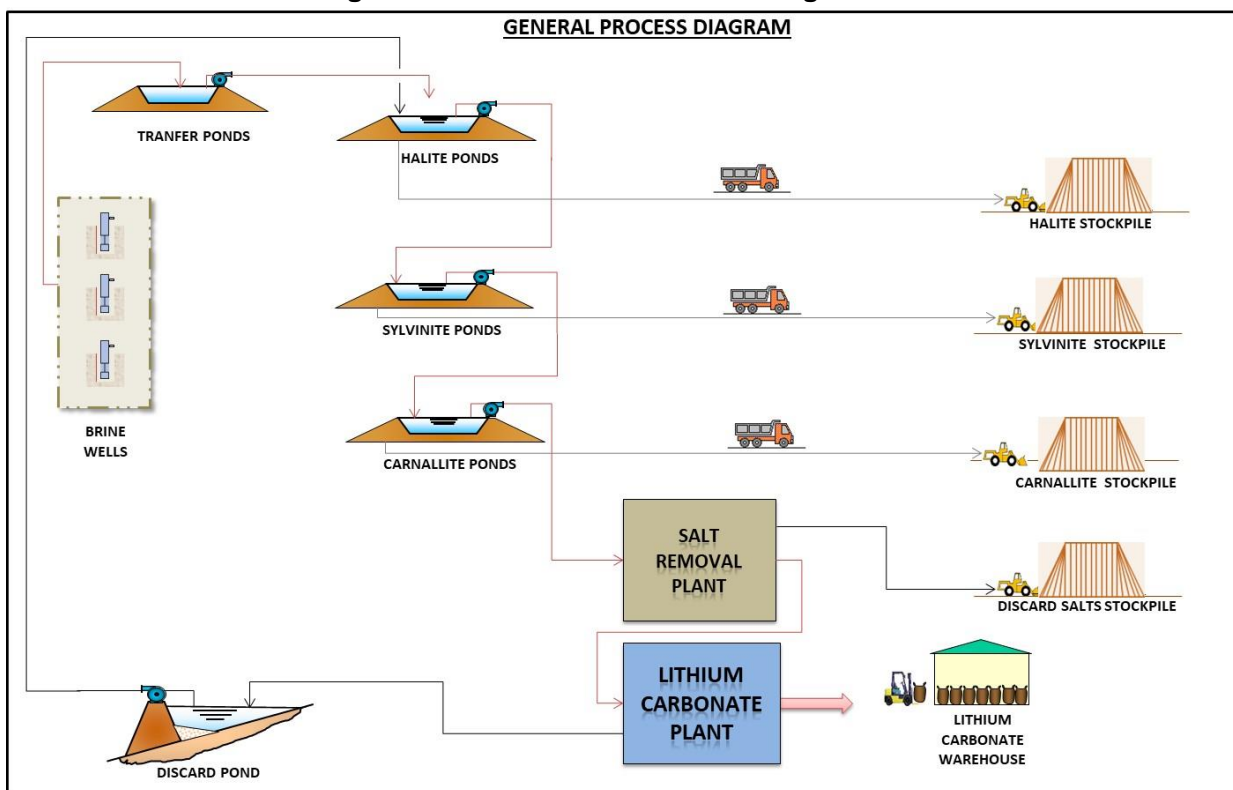 GENERAL PROCESS DIAGRAM
TRANFER PONDS
HALITE PONDS
HALITE STOCKPILE
SYLVINITE PONDS
SYLVINITE STOCKPILE
BRINE
WELLS
CARNALLITE PONDS
CARNALLITE STOCKPILE
SALT
REMOVAL
PLANT
DISCARD SALTS STOCKPILE
LITHIUM
CARBONATE
PLANT
LITHIUM
CARBONATE
WAREHOUSE
DISCARD POND